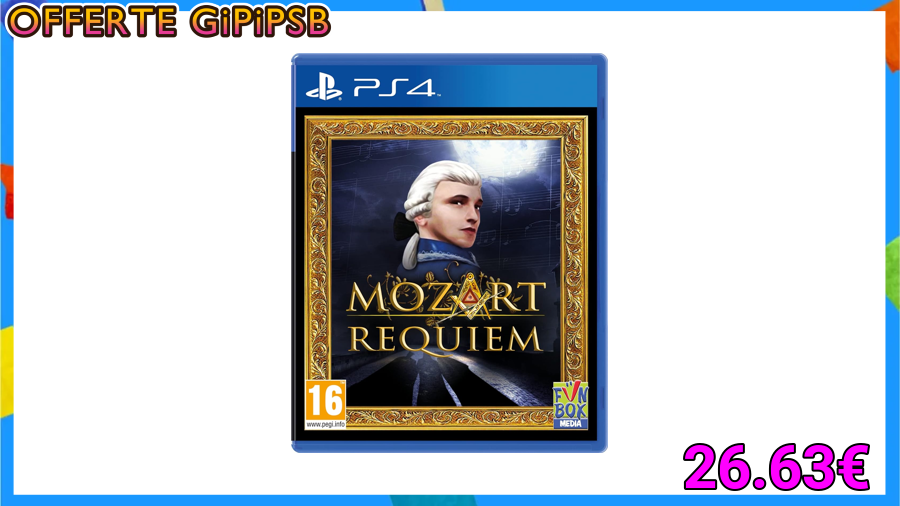 OFFERTE GiPiPSB
PS4
MOZART
REQUIEM
16
www.pegi.info
FUN
BOX
MEDIA
26.63€